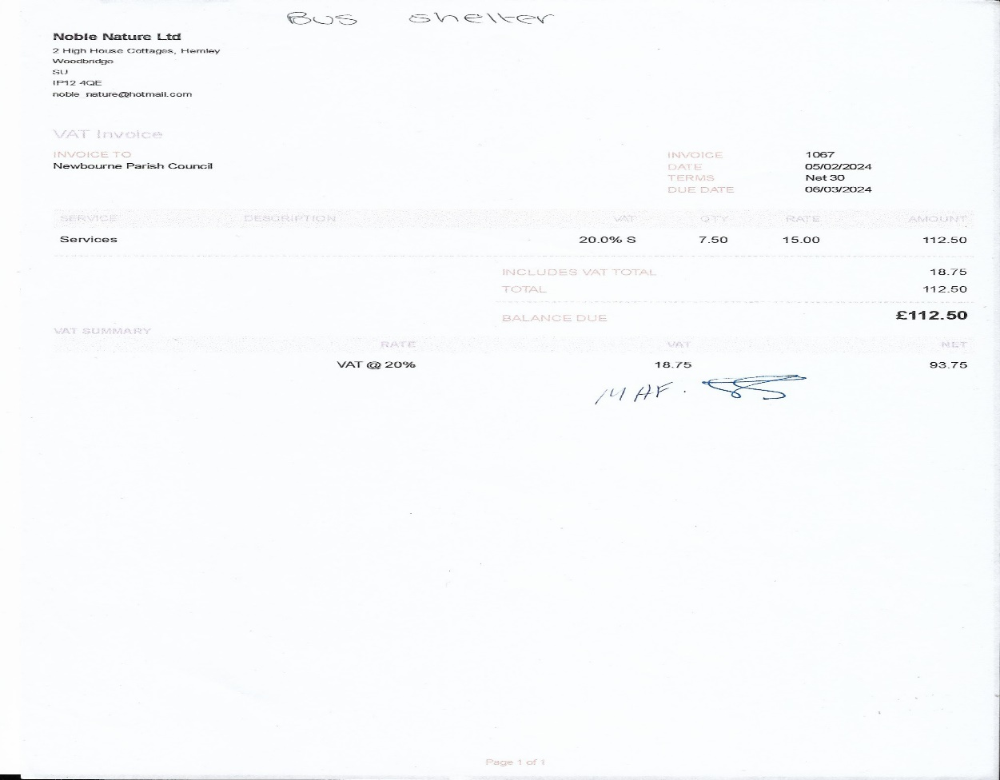 Bus shelter
Noble Nature Ltd
2 High House Cottages, Hemley
Woodbridge
SU
IP12 4QE
noble_nature@hotmail.com
VAT Invoice
INVOICE TO
Newbourne Parish Council
INVOICE 1067
DATE 05/02/2024
TERMS Net 30
DUE DATE 06/03/2024
SERVICE DESCRIPTION VAT QTY RATE AMOUNT
Services 20.0% S 7.50 15.00 112.50
INCLUDES VAT TOTAL 18.75
TOTAL 112.50
BALANCE DUE £112.50
VAT SUMMARY
RATE VAT NET
VAT @ 20% 18.75 93.75
MAF.
Page 1 of 1